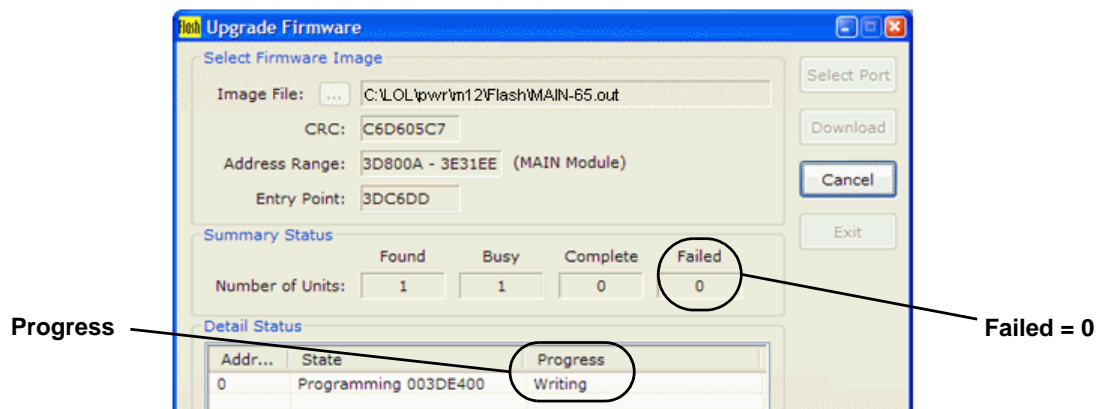 Flash Upgrade Firmware
Select Firmware Image
Image File: ... C:\LOL\pwr\m12\Flash\MAIN-65.out
CRC: C6D605C7
Address Range: 3D800A - 3E31EE (MAIN Module)
Entry Point: 3DC6DD
Select Port
Download
Cancel
Exit
Summary Status
Found Busy Complete Failed
Number of Units: 1 1 0 0
Progress
Failed = 0
Detail Status
Addr... State Progress
0 Programming 003DE400 Writing